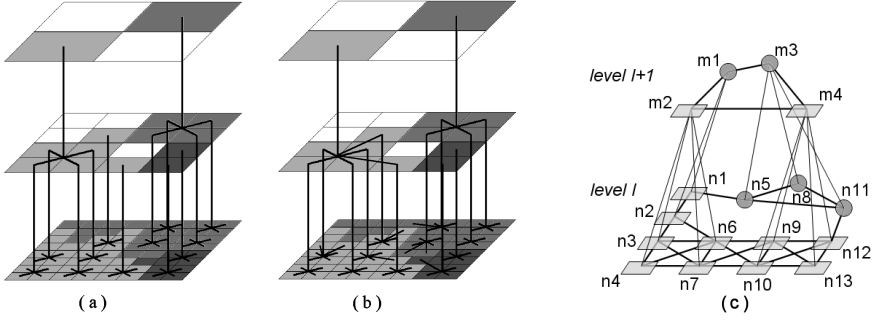 m3
m1
level l+1
m2
m4
level l
n1
n5
n8
n11
n2
n3
n6
n9
n12
n4
n7
n10
n13
( a )
( b )
( c )